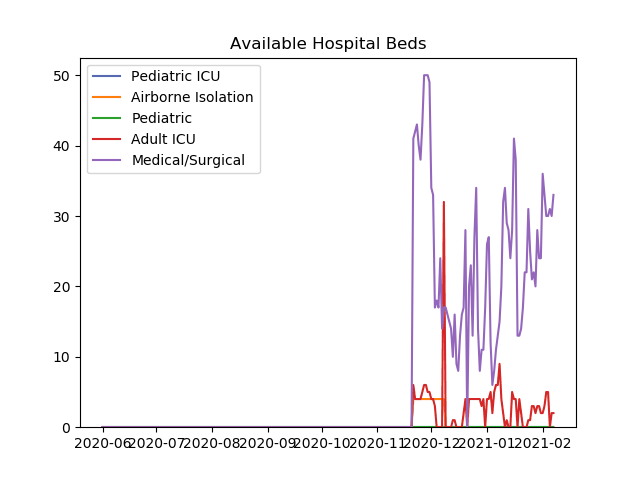 Available Hospital Beds
Pediatric ICU
Airborne Isolation
Pediatric
Adult ICU
Medical/Surgical
50
40
30
20
10
0
2020-06 2020-07 2020-08 2020-09 2020-10 2020-11 2020-12 2021-01 2021-02